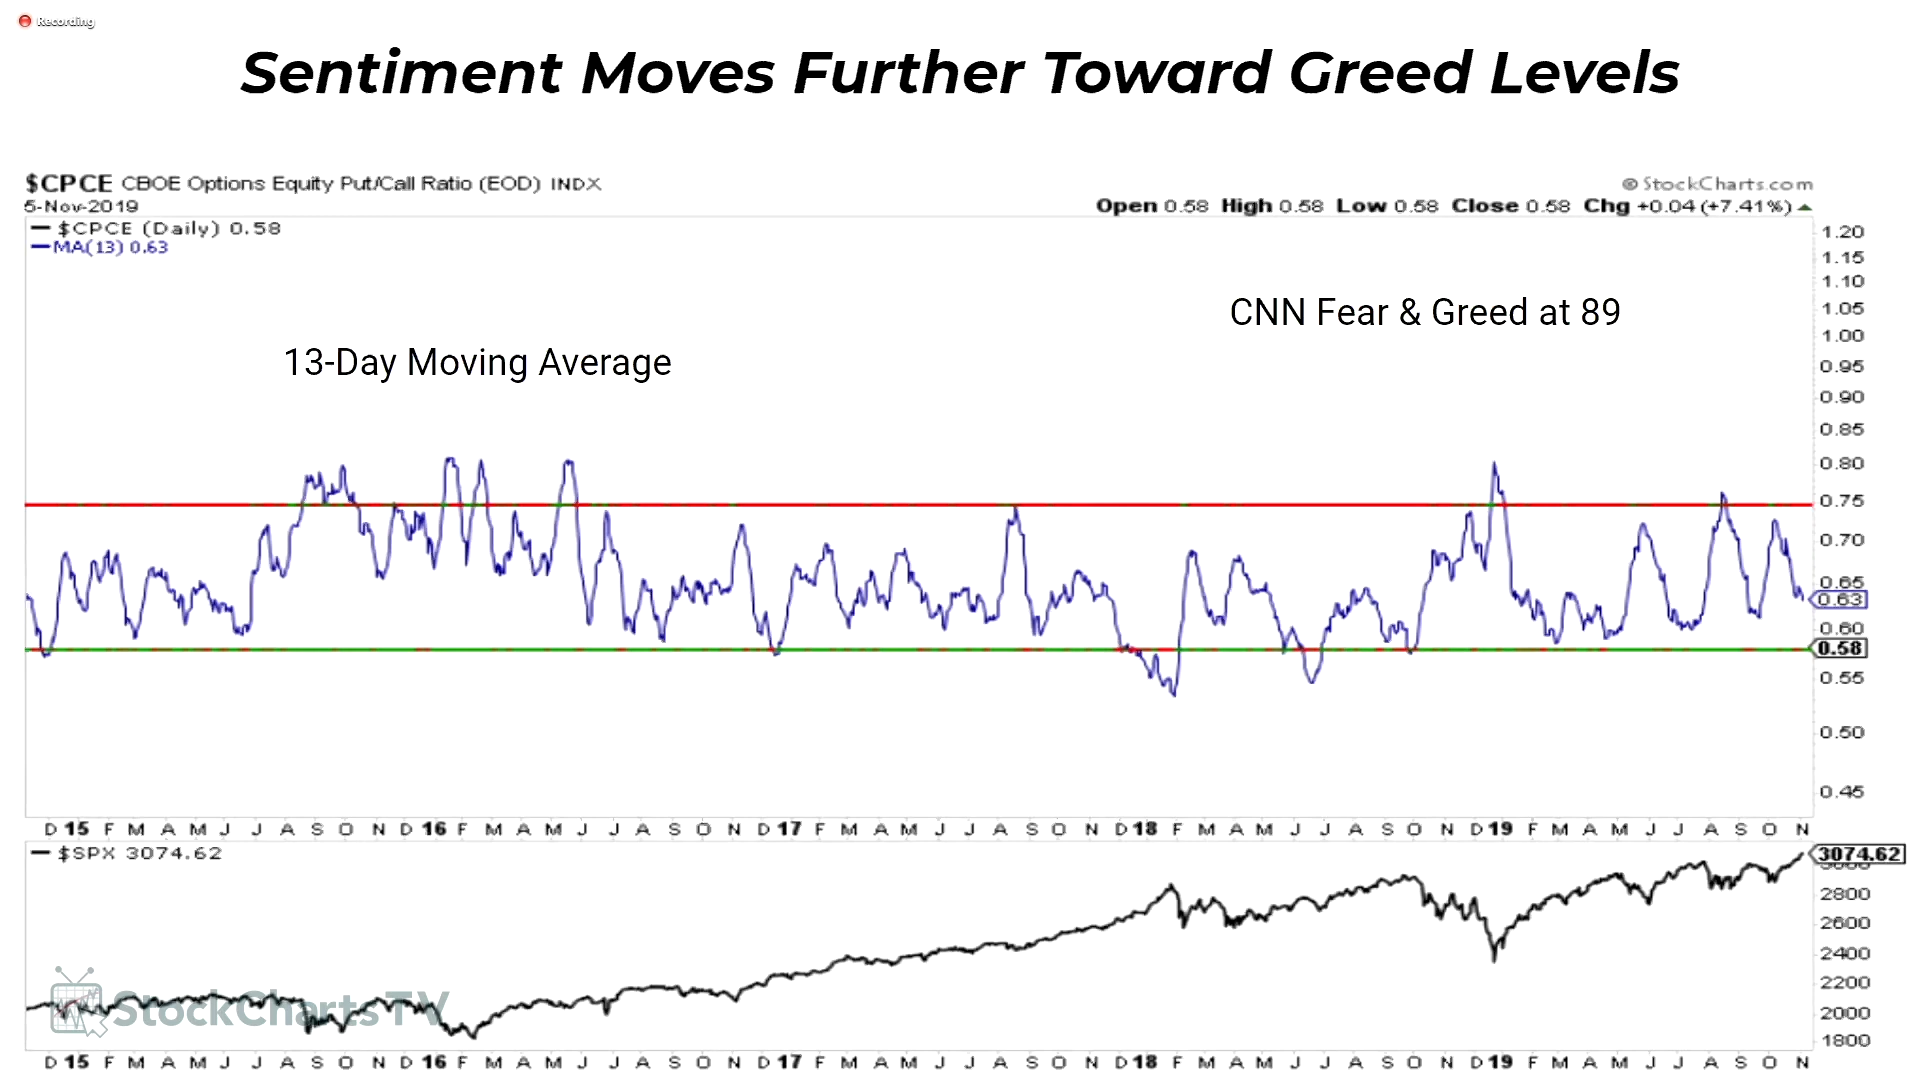 Recording
Sentiment Moves Further Toward Greed Levels
$CPCE CBOE Options Equity Put/Call Ratio (EOD) INDX
© StockCharts.com
5-Nov-2019
Open 0.58 High 0.58 Low 0.58 Close 0.58 Chg +0.04 (+7.41%)
$CPCE (Daily) 0.58
MA(13) 0.63
CNN Fear & Greed at 89
13-Day Moving Average
1.20
1.15
1.10
1.05
1.00
0.95
0.90
0.85
0.80
0.75
0.70
0.65
0.63
0.60
0.58
0.55
0.50
0.45
D 15 F M A M J J A S O N D 16 F M A M J J A S O N D 17 F M A M J J A S O N D 18 F M A M J J A S O N D 19 F M A M J J A S O N
$SPX 3074.62
3074.62
3000
2800
2600
2400
2200
2000
1800
StockChartsTV
D 15 F M A M J J A S O N D 16 F M A M J J A S O N D 17 F M A M J J A S O N D 18 F M A M J J A S O N D 19 F M A M J J A S O N